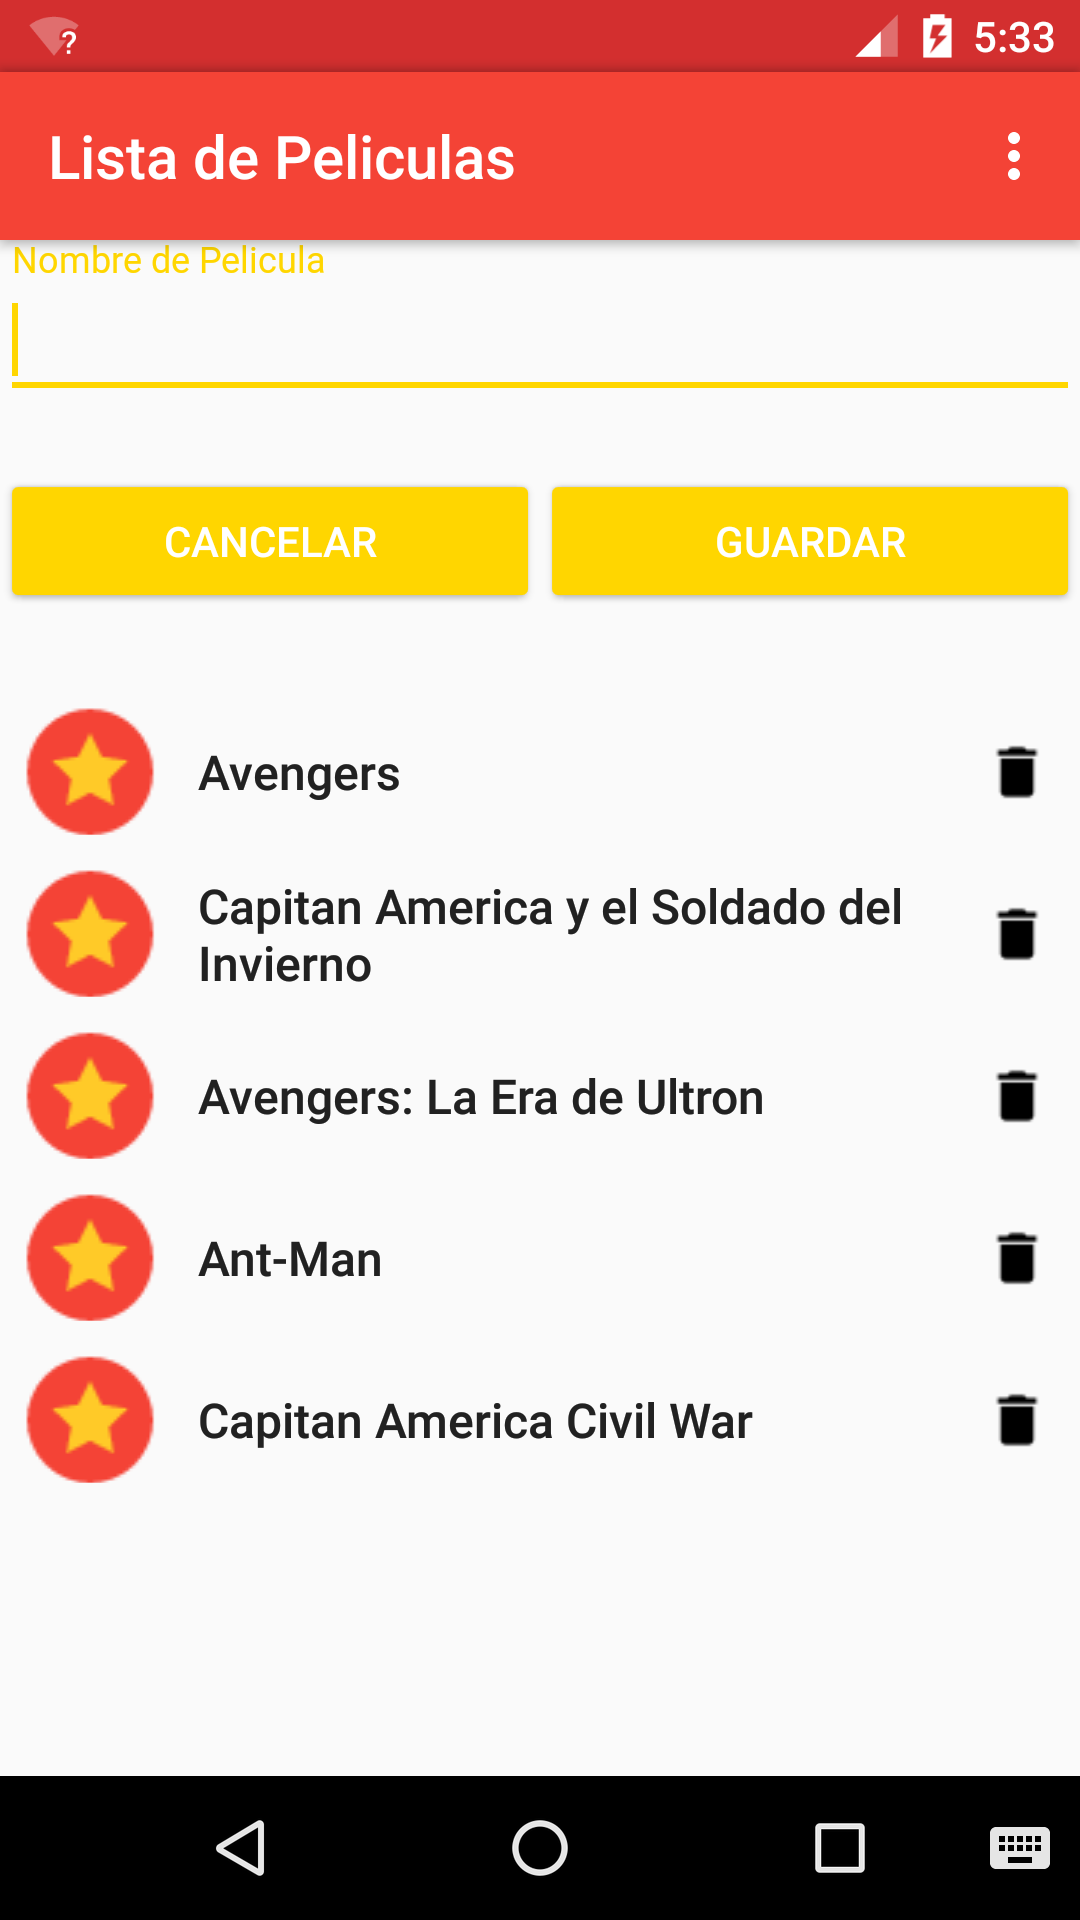 5:33
Lista de Peliculas
Nombre de Pelicula
CANCELAR
GUARDAR
Avengers
Capitan America y el Soldado del
Invierno
Avengers: La Era de Ultron
Ant-Man
Capitan America Civil War